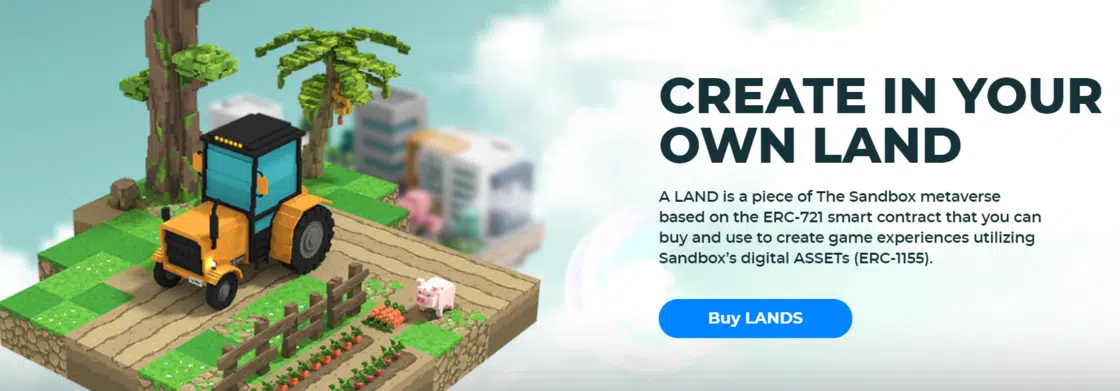 CREATE IN YOUR
OWN LAND
A LAND is a piece of The Sandbox metaverse
based on the ERC-721 smart contract that you can
buy and use to create game experiences utilizing
Sandbox’s digital ASSETs (ERC-1155).
Buy LANDS